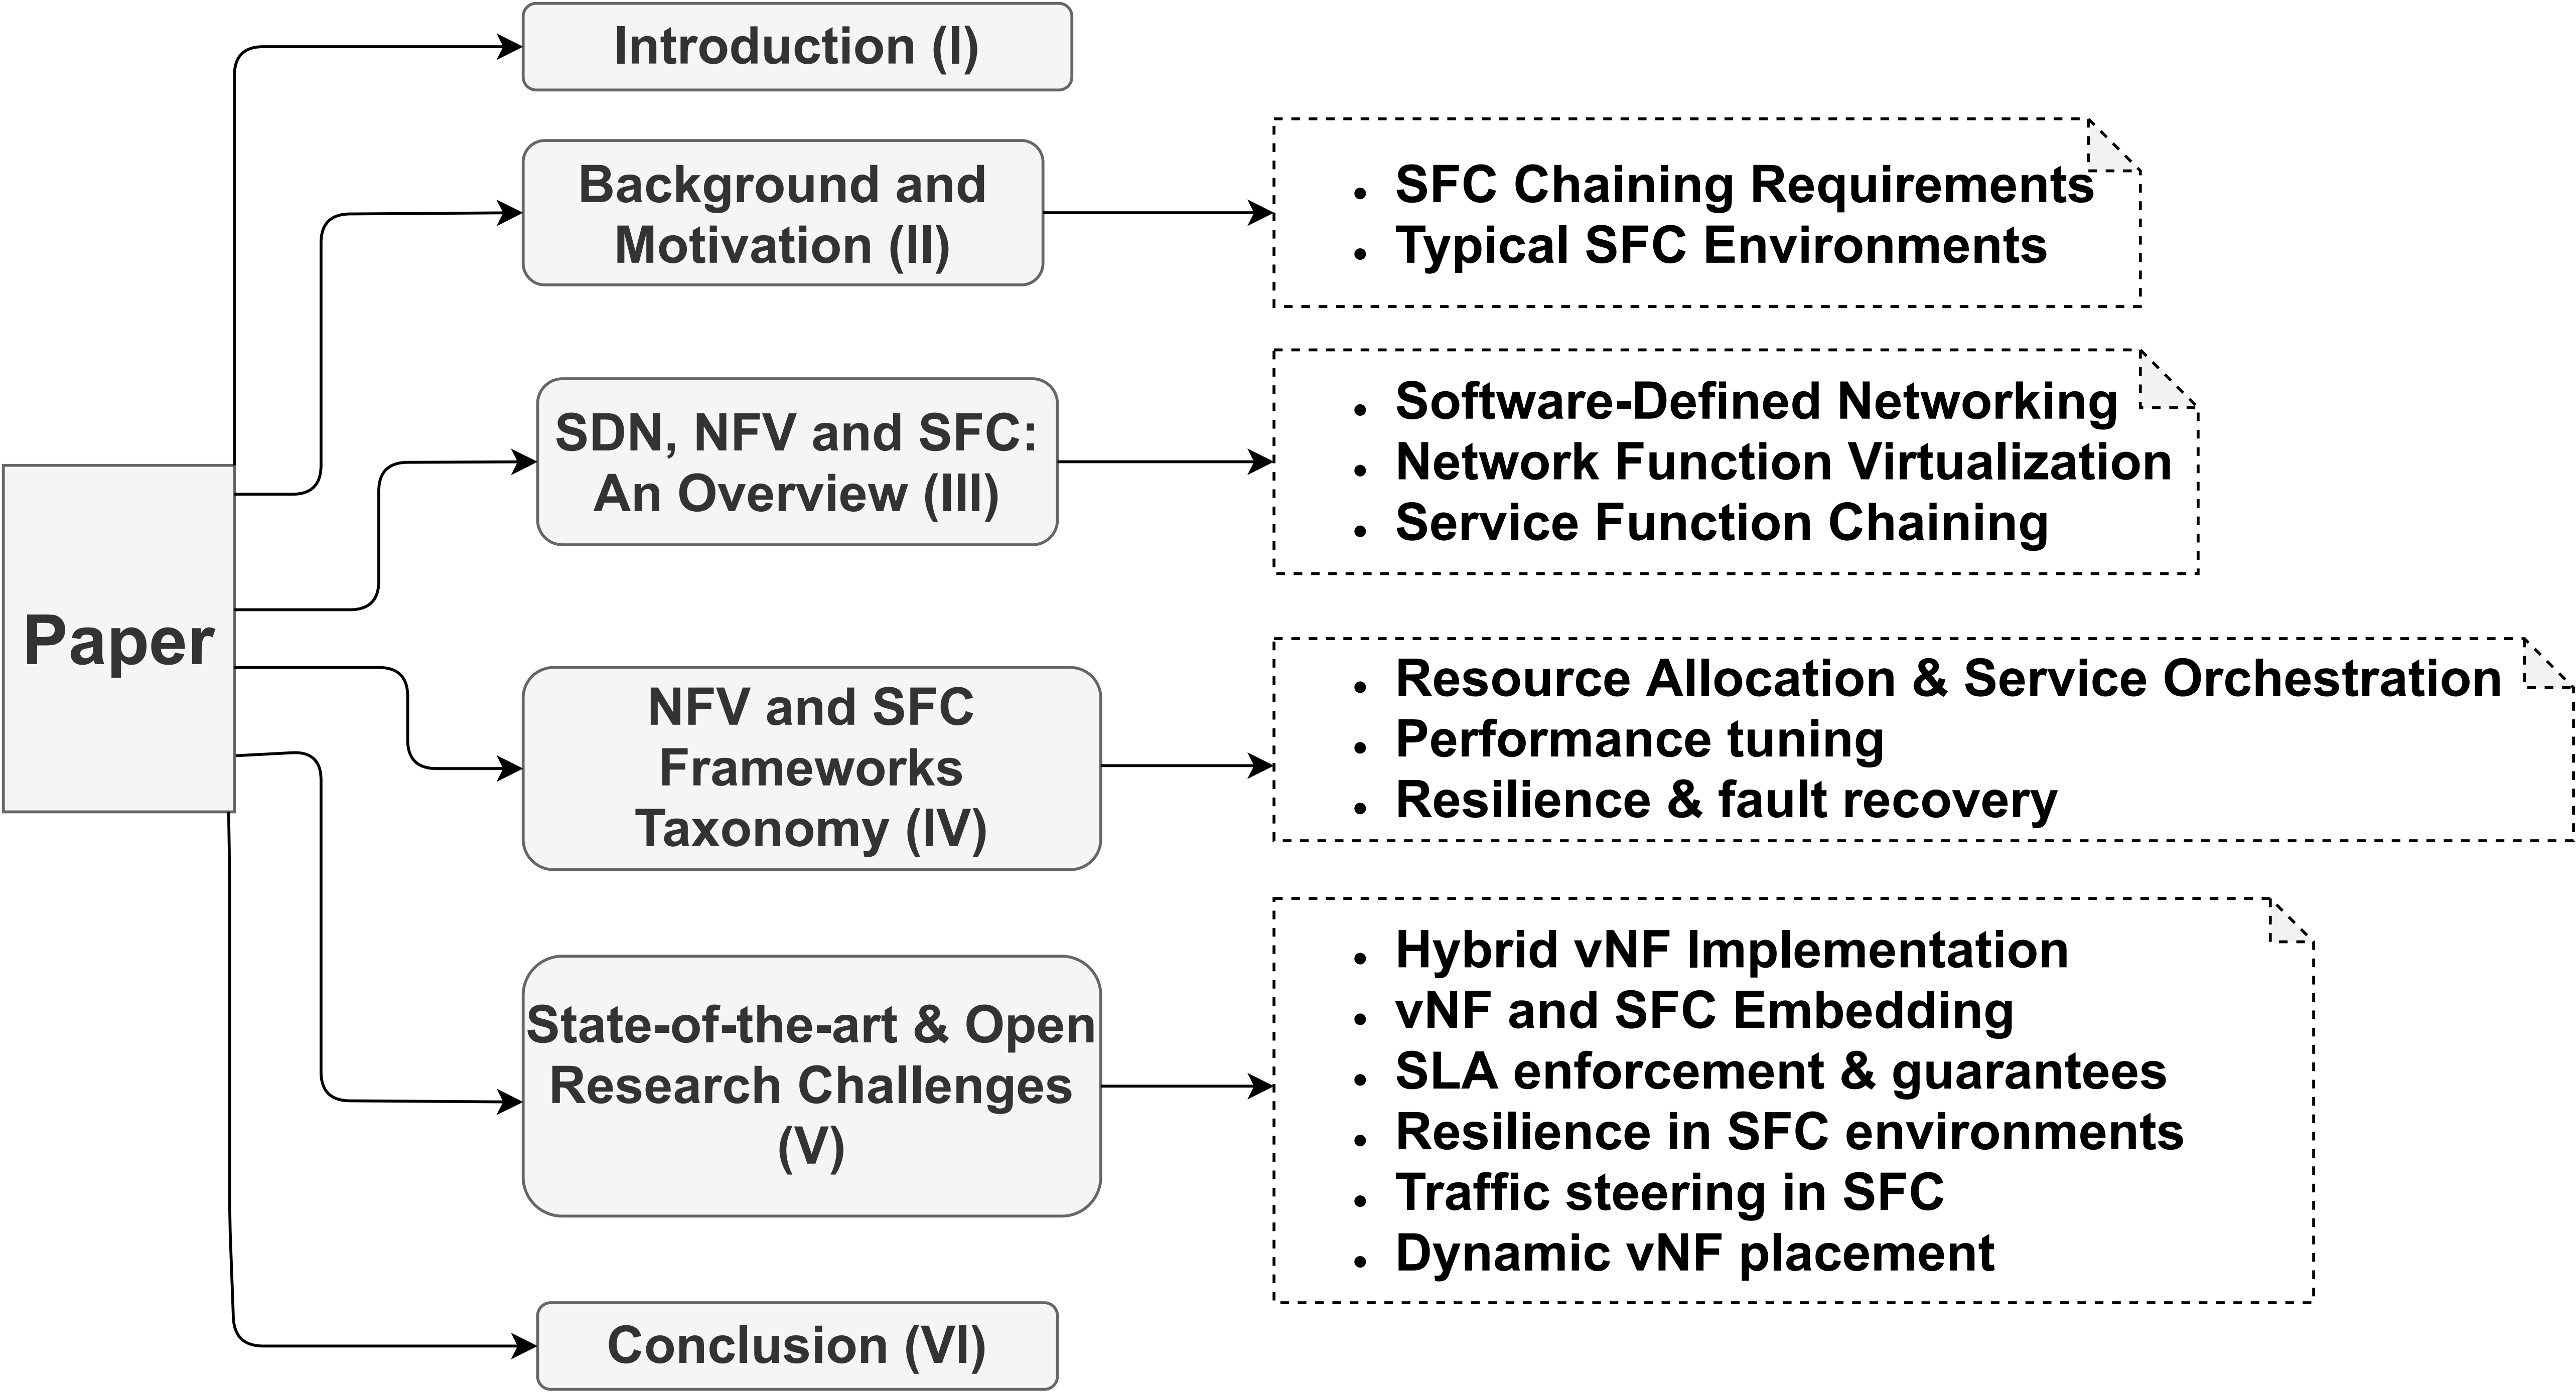 Introduction (I)
Background and
Motivation (II)
• SFC Chaining Requirements
• Typical SFC Environments
SDN, NFV and SFC:
An Overview (III)
• Software-Defined Networking
• Network Function Virtualization
• Service Function Chaining
Paper
NFV and SFC
Frameworks
Taxonomy (IV)
• Resource Allocation & Service Orchestration
• Performance tuning
• Resilience & fault recovery
State-of-the-art & Open
Research Challenges
(V)
• Hybrid vNF Implementation
• vNF and SFC Embedding
• SLA enforcement & guarantees
• Resilience in SFC environments
• Traffic steering in SFC
• Dynamic vNF placement
Conclusion (VI)